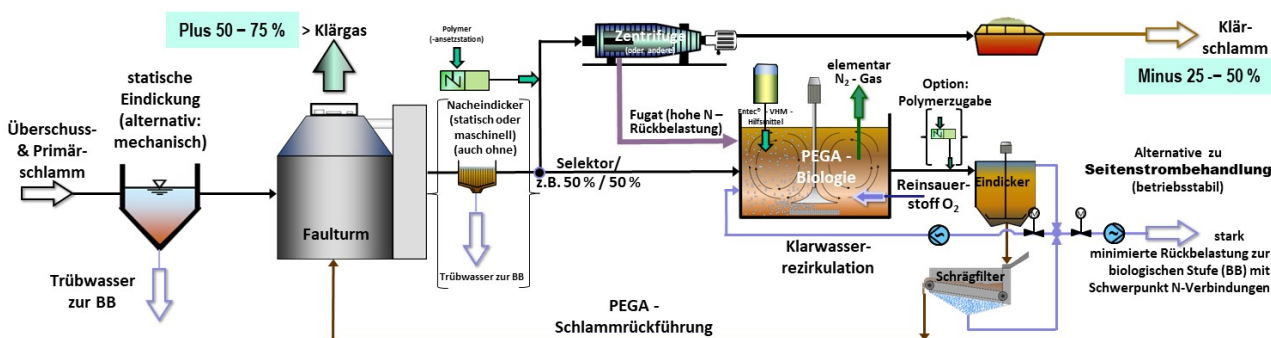 Plus 50 – 75 %
> Klärgas
statische
Eindickung
(alternativ:
mechanisch)
Überschuss-
& Primär-
schlamm
Trübwasser
zur BB
Faulturm
Polymer
(-ansetzstation)
Nacheindicker
(statisch oder
maschinell)
(auch ohne)
Trübwasser zur BB
Selektor/
z.B. 50 % / 50 %
Zentrifuge
(oder andere)
Fugat (hohe N –
Rückbelastung)
Entec® - VHM -
Hilfsmittel
elementar
N2 - Gas
PEGA -
Biologie
Option:
Polymerzugabe
Reinsauer-
stoff O2
Eindicker
Klarwasser-
rezirkulation
Schrägfilter
M
M
PEGA -
Schlammrückführung
Klär-
schlamm
Minus 25 -– 50 %
Alternative zu
Seitenstrombehandlung
(betriebsstabil)
stark
minimierte Rückbelastung zur
biologischen Stufe (BB) mit
Schwerpunkt N-Verbindungen